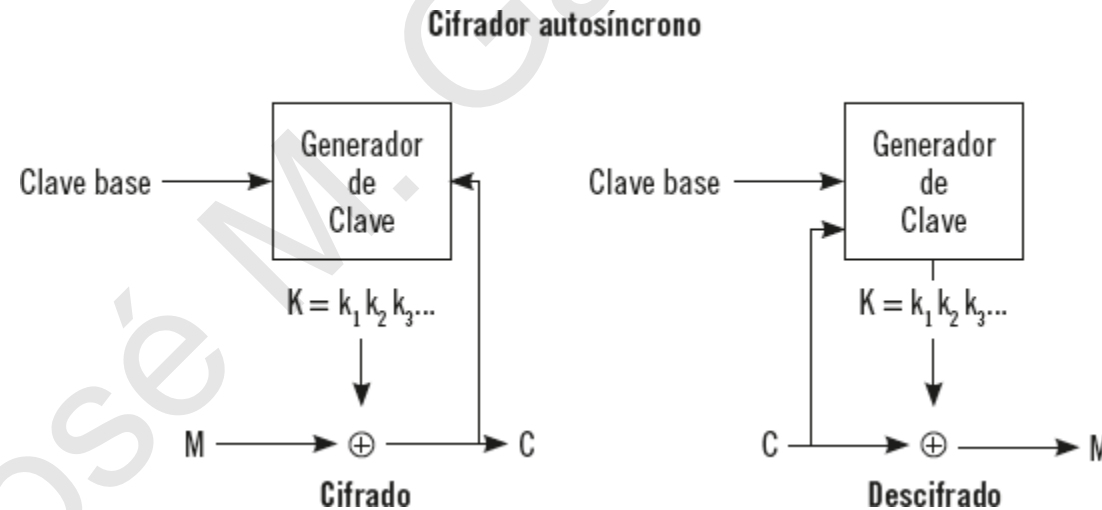 Cifrador autosíncrono
Clave base
Generador
de
Clave
K = k₁ k₂ k₃...
M ⊕ C
Cifrado
Clave base
Generador
de
Clave
K = k₁ k₂ k₃...
C ⊕ M
Descifrado
osé M. G